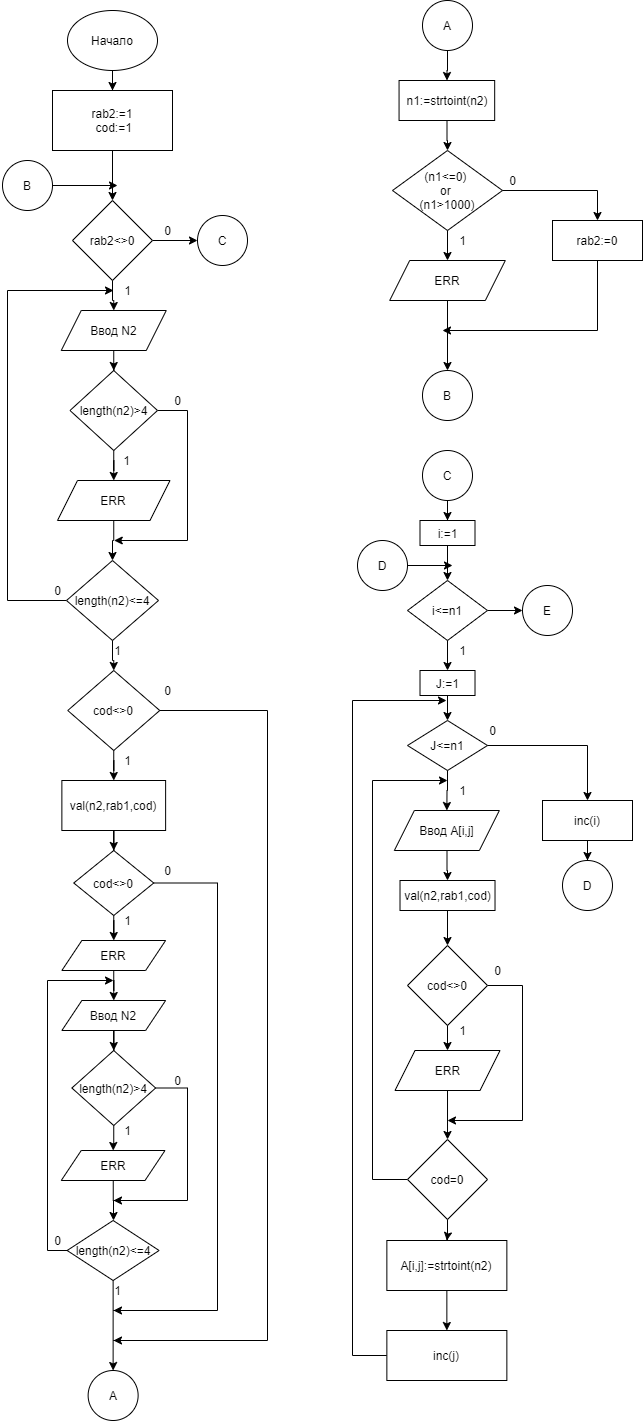 Начало
rab2:=1
cod:=1
B
rab2<>0
0
C
1
Ввод N2
length(n2)>4
0
1
ERR
length(n2)<=4
0
1
cod<>0
0
1
val(n2,rab1,cod)
cod<>0
0
1
ERR
Ввод N2
length(n2)>4
0
1
ERR
length(n2)<=4
0
1
A
A
n1:=strtoint(n2)
(n1<=0)
or
(n1>1000)
0
1
rab2:=0
ERR
B
C
i:=1
D
i<=n1
E
1
J:=1
J<=n1
0
1
inc(i)
D
Ввод A[i,j]
val(n2,rab1,cod)
cod<>0
0
1
ERR
cod=0
A[i,j]:=strtoint(n2)
inc(j)